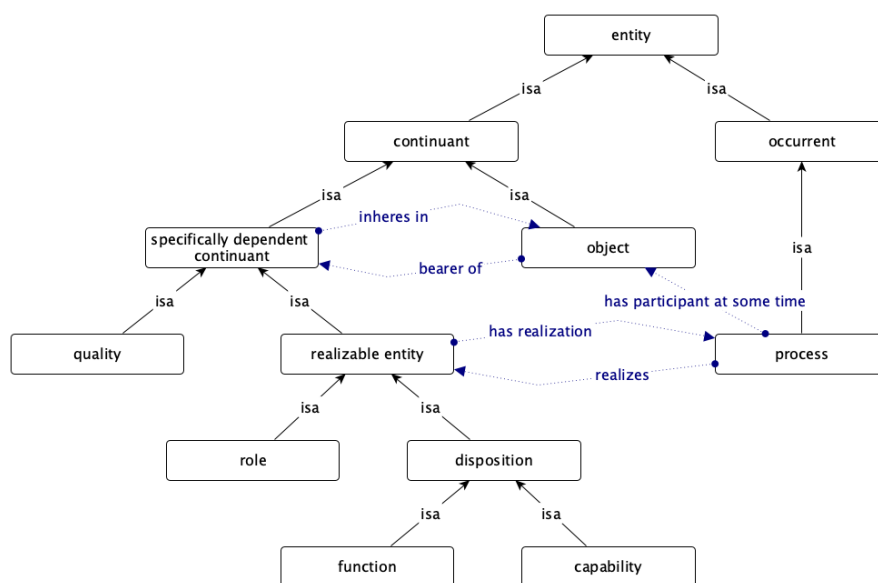 entity
isa
isa
continuant
occurrent
isa
isa
inheres in
specifically dependent
continuant
object
isa
bearer of
isa
isa
has participant at some time
has realization
quality
realizable entity
process
realizes
isa
isa
role
disposition
isa
isa
function
capability